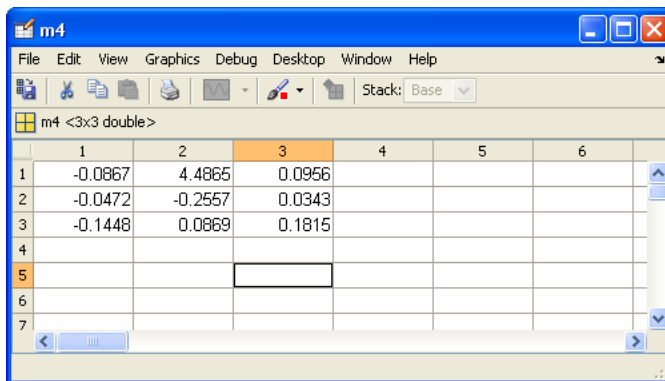 m4
File Edit View Graphics Debug Desktop Window Help
Stack: Base
m4 <3x3 double>
1 2 3 4 5 6
1 -0.0867 4.4865 0.0956
2 -0.0472 -0.2557 0.0343
3 -0.1448 0.0869 0.1815
4
5
6
7